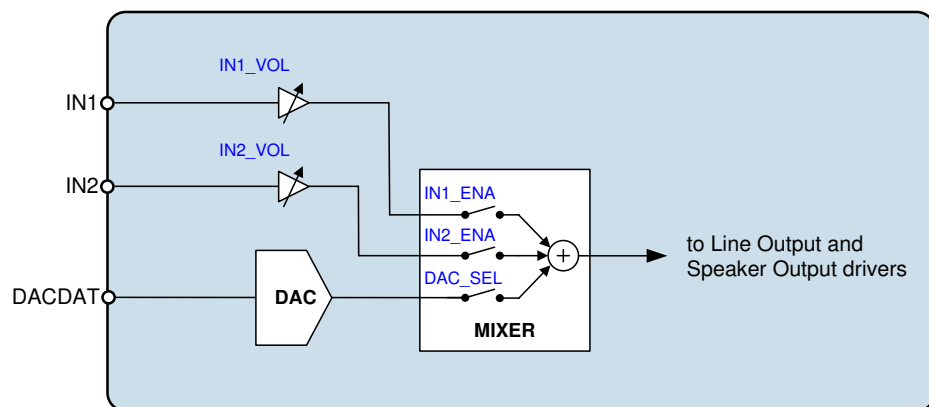 IN1_VOL
IN1
IN2_VOL
IN2
IN1_ENA
IN2_ENA
to Line Output and
Speaker Output drivers
DAC_SEL
DACDAT
DAC
MIXER
+